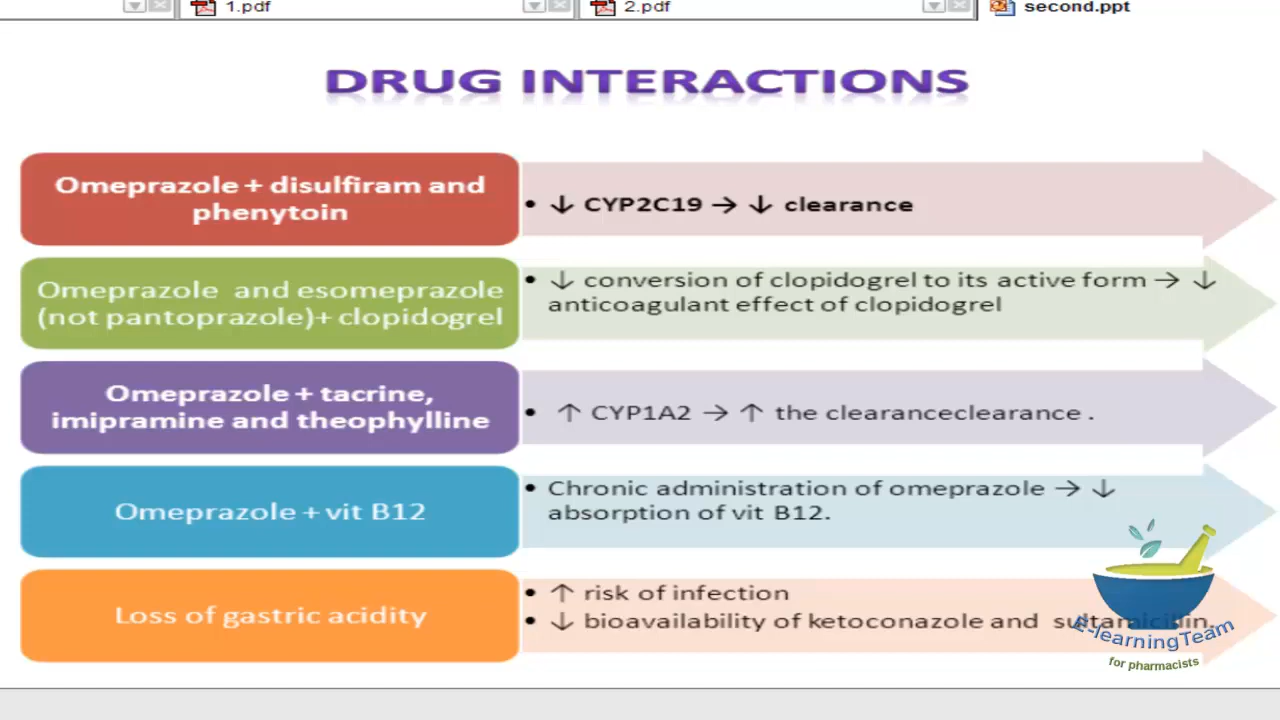 1.pdf
2.pdf
second.ppt
DRUG INTERACTIONS
Omeprazole + disulfiram and
phenytoin
• ↓ CYP2C19 → ↓ clearance
Omeprazole and esomeprazole
(not pantoprazole)+ clopidogrel
• ↓ conversion of clopidogrel to its active form → ↓
anticoagulant effect of clopidogrel
Omeprazole + tacrine,
imipramine and theophylline
• ↑ CYP1A2 → ↑ the clearanceclearance .
Omeprazole + vit B12
• Chronic administration of omeprazole → ↓
absorption of vit B12.
Loss of gastric acidity
• ↑ risk of infection
• ↓ bioavailability of ketoconazole and sultamicillin.
E-learningTeam
for pharmacists